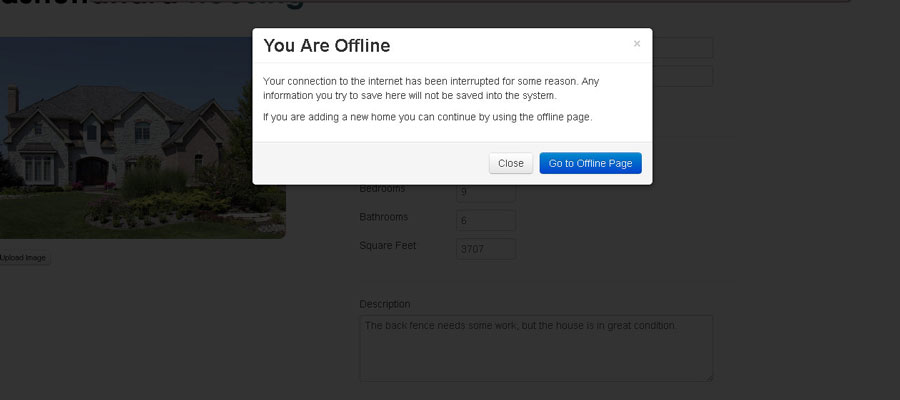 You Are Offline
×
Your connection to the internet has been interrupted for some reason. Any
information you try to save here will not be saved into the system.
If you are adding a new home you can continue by using the offline page.
Close
Go to Offline Page
Bedrooms
9
Bathrooms
6
Square Feet
3707
Upload Image
Description
The back fence needs some work, but the house is in great condition.